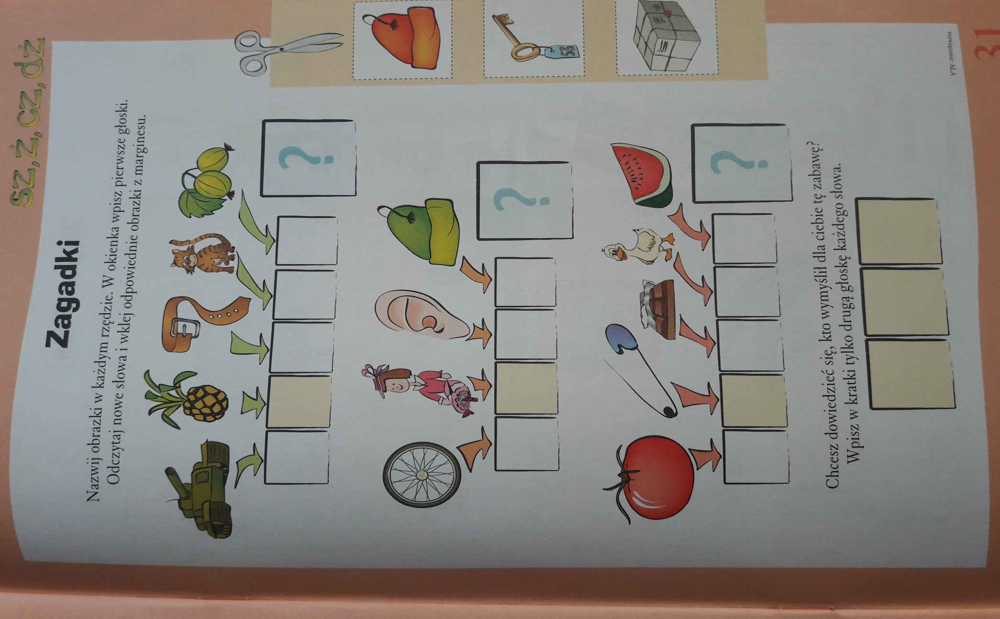 sz, ż, cz, dż
Zagadki
Nazwij obrazki w każdym rzędzie. W okienka wpisz pierwsze głoski.
Odczytaj nowe słowa i wklej odpowiednie obrazki z marginesu.
?
53
?
?
Chcesz dowiedzieć się, kto wymyślił dla ciebie tę zabawę?
Wpisz w kratki tylko drugą głoskę każdego słowa.
rozwiązanie: ALA
31